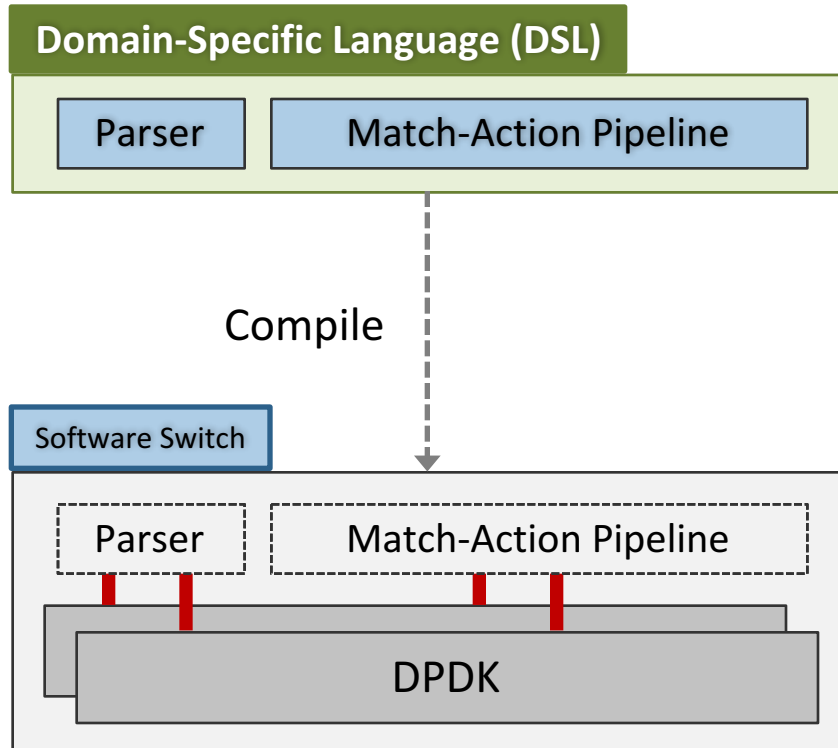 Domain-Specific Language (DSL)
Parser
Match-Action Pipeline
Compile
Software Switch
Parser
Match-Action Pipeline
DPDK